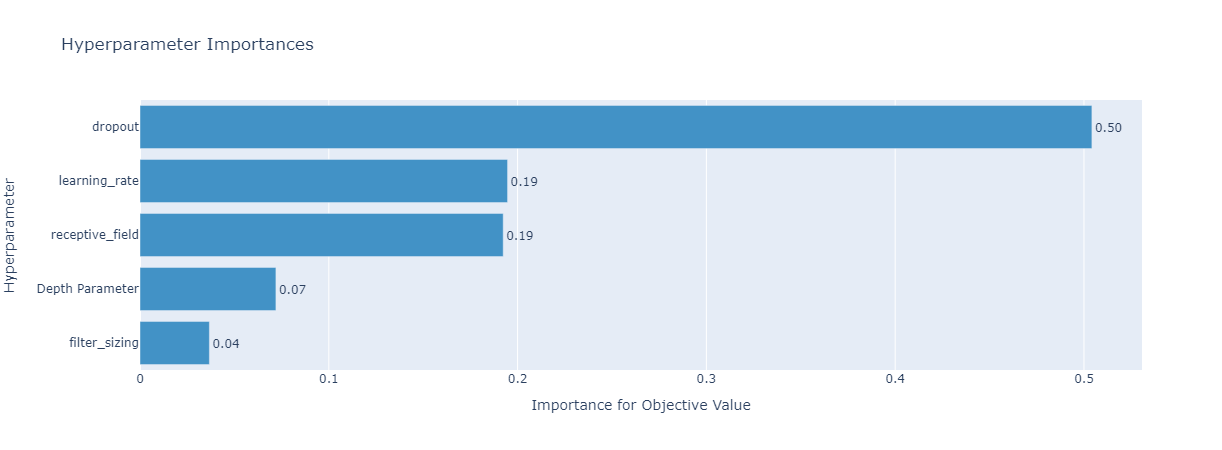 Hyperparameter Importances
Hyperparameter
dropout
0.50
learning_rate
0.19
receptive_field
0.19
Depth Parameter
0.07
filter_sizing
0.04
0
0.1
0.2
0.3
0.4
0.5
Importance for Objective Value